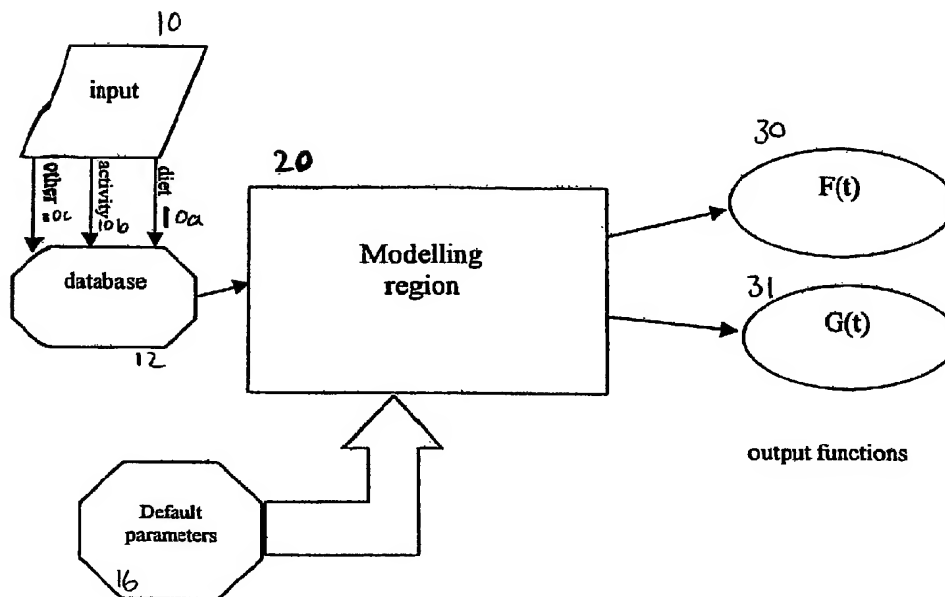 10
input
other 10c
activity 10b
diet 10a
database
12
20
Modelling
region
30
F(t)
31
G(t)
output functions
Default
parameters
16